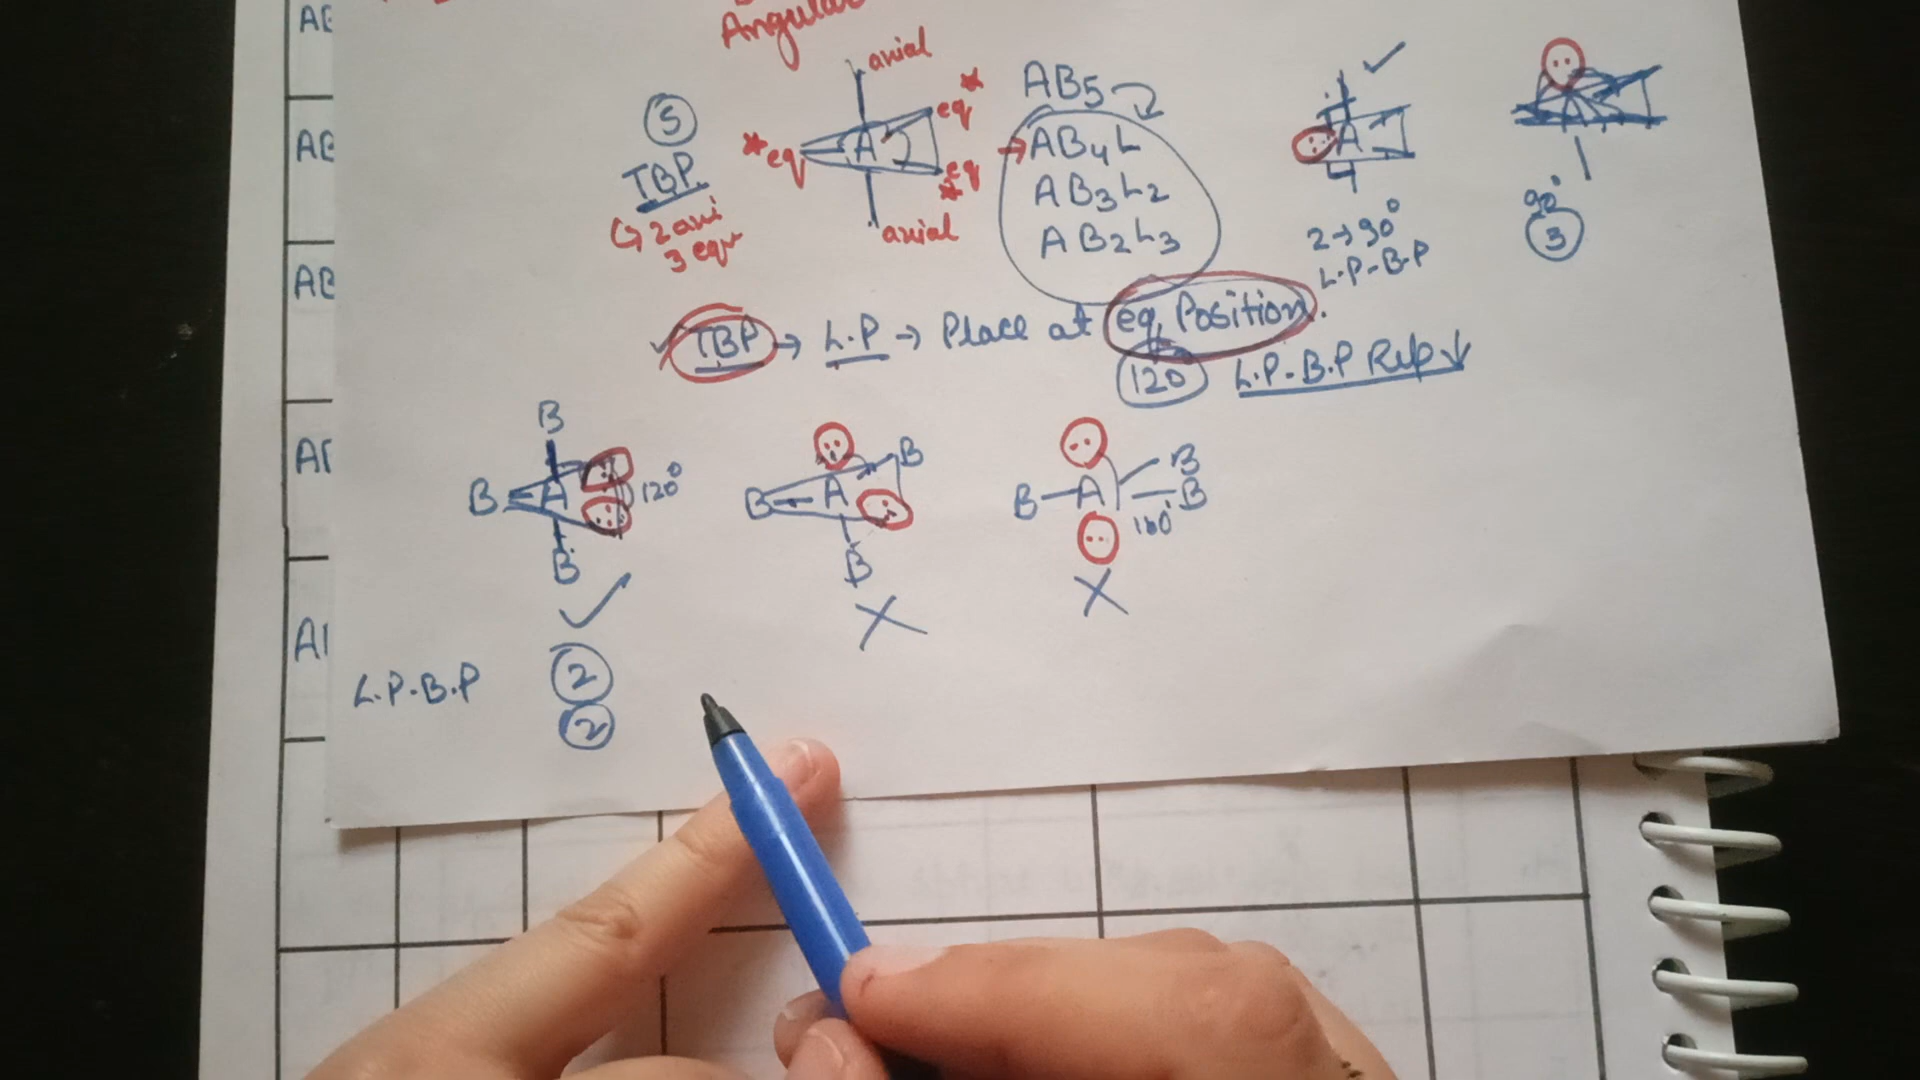 AB
AB
AB
AB
AB
Angular
axial
5
TBP
2 axi
3 eqr
* eq
A
eq *
eq *
axial
AB5
AB4L
AB3L2
AB2L3
A
2→90°
L.P-B.P
90°
3
TBP → L.P → Place at eq Position.
120 L.P-B.P Rep↓
B
B A 120°
B
B A B
B
B A B
B
180°
L.P-B.P 2
2